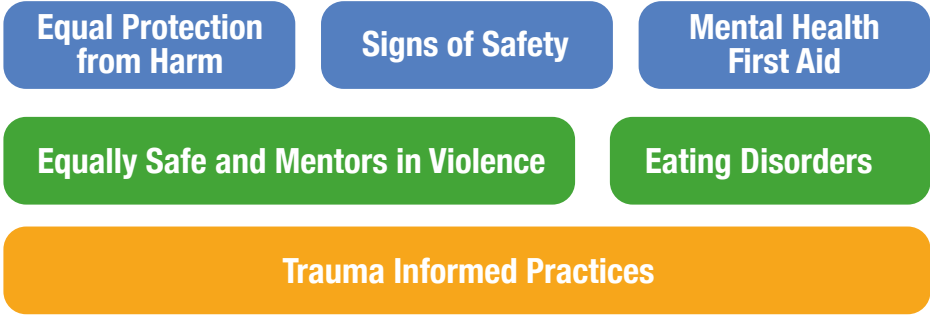 Equal Protection
from Harm
Signs of Safety
Mental Health
First Aid
Equally Safe and Mentors in Violence
Eating Disorders
Trauma Informed Practices